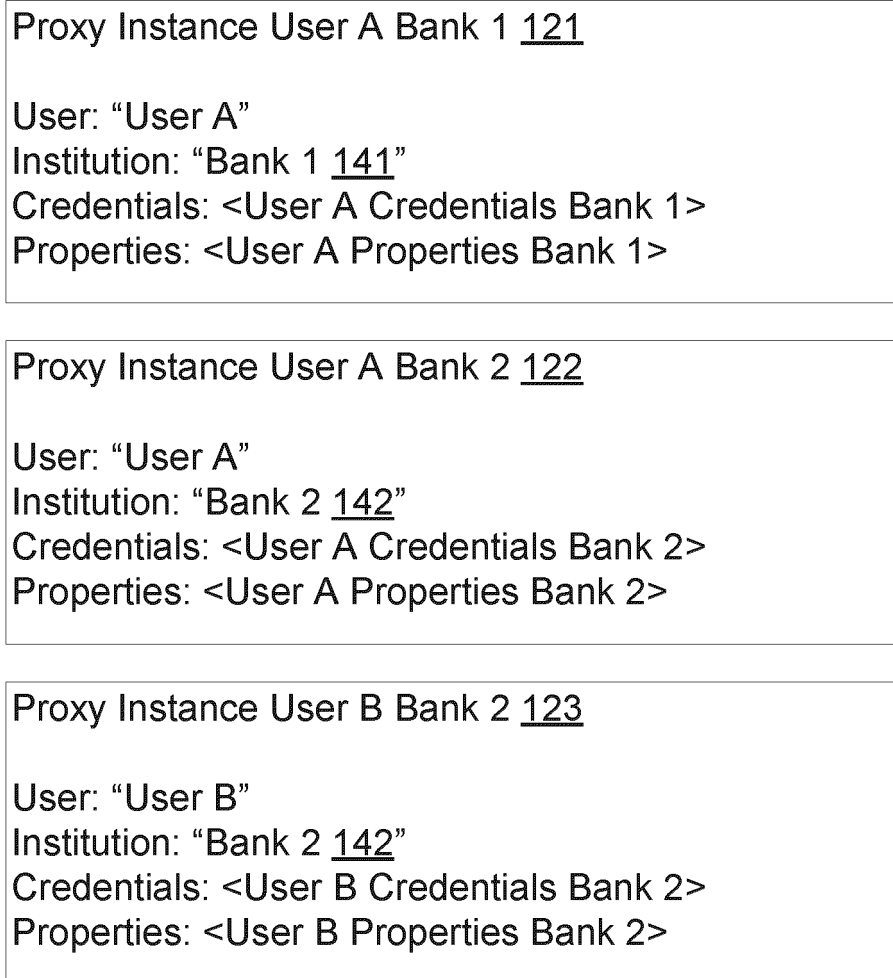 Proxy Instance User A Bank 1 121
User: “User A”
Institution: “Bank 1 141”
Credentials: <User A Credentials Bank 1>
Properties: <User A Properties Bank 1>
Proxy Instance User A Bank 2 122
User: “User A”
Institution: “Bank 2 142”
Credentials: <User A Credentials Bank 2>
Properties: <User A Properties Bank 2>
Proxy Instance User B Bank 2 123
User: “User B”
Institution: “Bank 2 142”
Credentials: <User B Credentials Bank 2>
Properties: <User B Properties Bank 2>